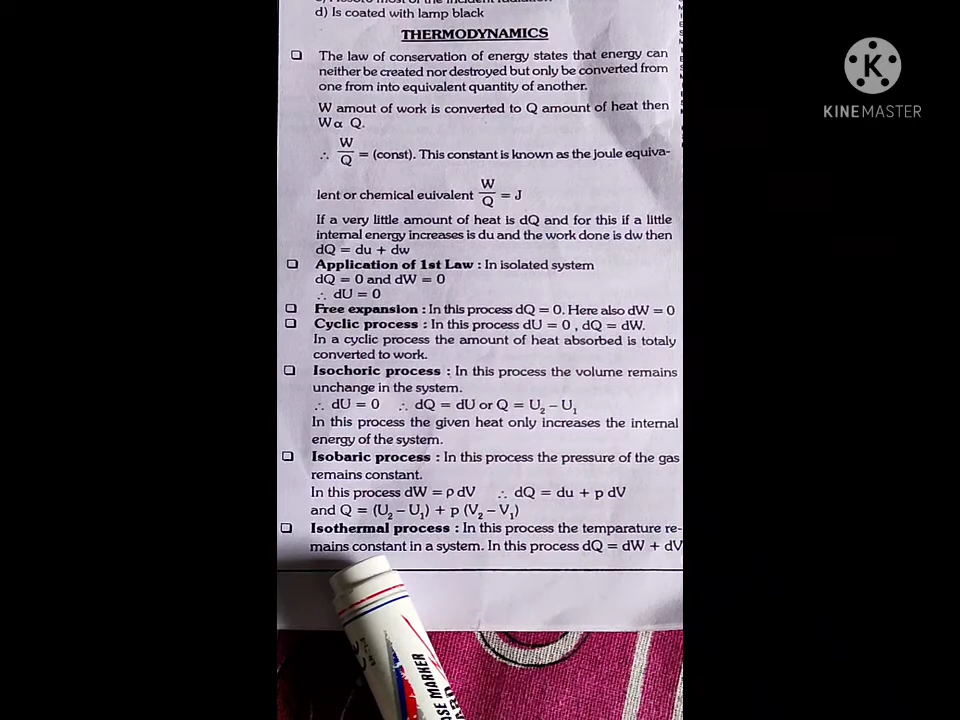 d) Is coated with lamp black
THERMODYNAMICS
❑ The law of conservation of energy states that energy can
neither be created nor destroyed but only be converted from
one from into equivalent quantity of another.
W amout of work is converted to Q amount of heat then
W α Q.
∴ W/Q = (const). This constant is known as the joule equiva-
lent or chemical euivalent W/Q = J
If a very little amount of heat is dQ and for this if a little
internal energy increases is du and the work done is dw then
dQ = du + dw
❑ Application of 1st Law : In isolated system
dQ = 0 and dW = 0
∴ dU = 0
❑ Free expansion : In this process dQ = 0. Here also dW = 0
❑ Cyclic process : In this process dU = 0 , dQ = dW.
In a cyclic process the amount of heat absorbed is totaly
converted to work.
❑ Isochoric process : In this process the volume remains
unchange in the system.
∴ dU = 0 ∴ dQ = dU or Q = U₂ – U₁
In this process the given heat only increases the internal
energy of the system.
❑ Isobaric process : In this process the pressure of the gas
remains constant.
In this process dW = ρ dV ∴ dQ = du + p dV
and Q = (U₂ – U₁) + p (V₂ – V₁)
❑ Isothermal process : In this process the temparature re-
mains constant in a system. In this process dQ = dW + dV
K
KINEMASTER
MARKER